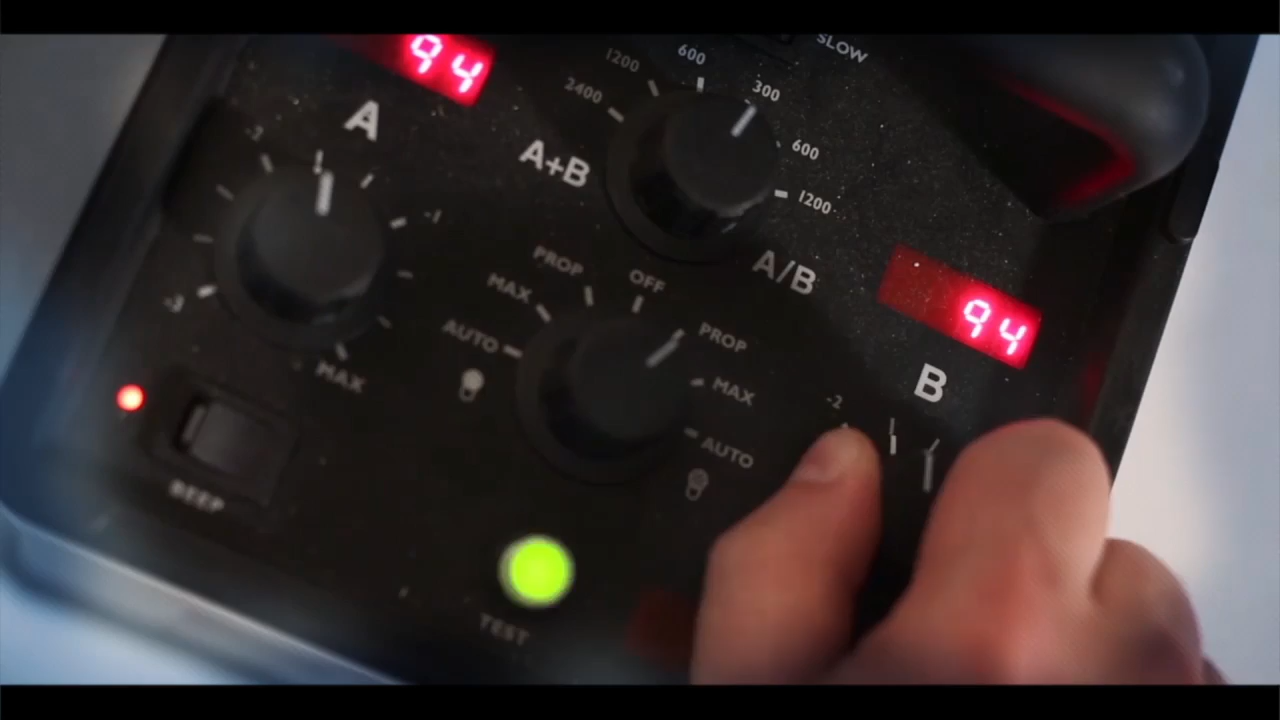 SLOW
94
1200
600
2400
300
A
600
A+B
1200
-3
-1
A/B
PROP
OFF
MAX
94
AUTO
PROP
-3
B
MAX
MAX
-2
AUTO
BEEP
TEST